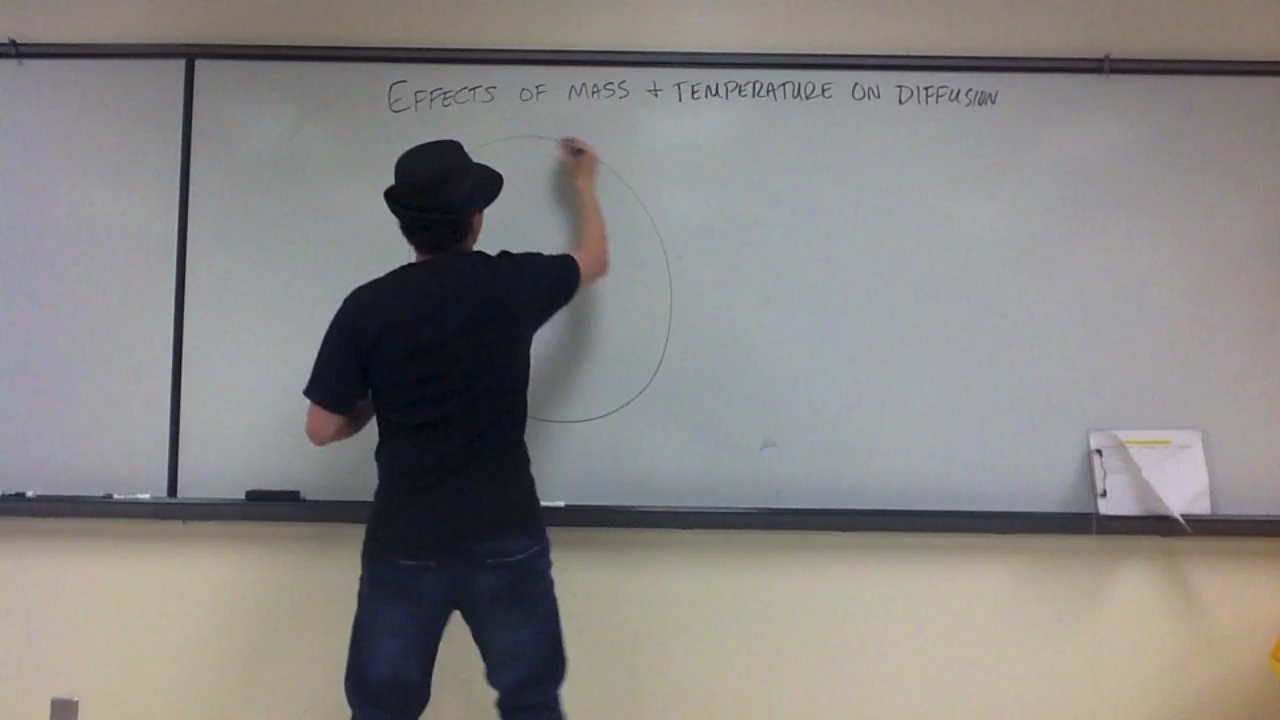 EFFECTS OF MASS + TEMPERATURE ON DIFFUSION